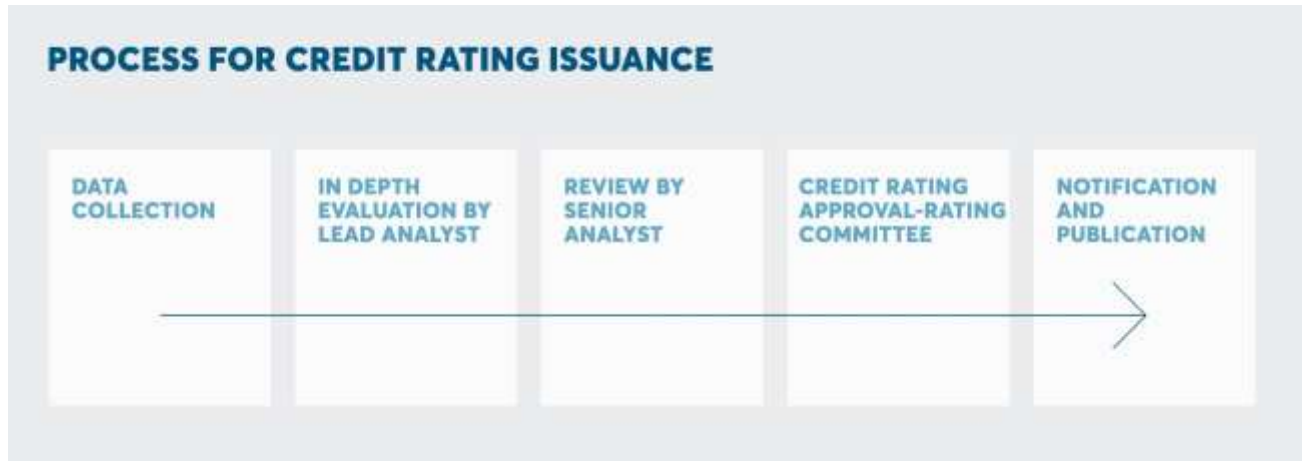 PROCESS FOR CREDIT RATING ISSUANCE
DATA
COLLECTION
IN DEPTH
EVALUATION BY
LEAD ANALYST
REVIEW BY
SENIOR
ANALYST
CREDIT RATING
APPROVAL-RATING
COMMITTEE
NOTIFICATION
AND
PUBLICATION